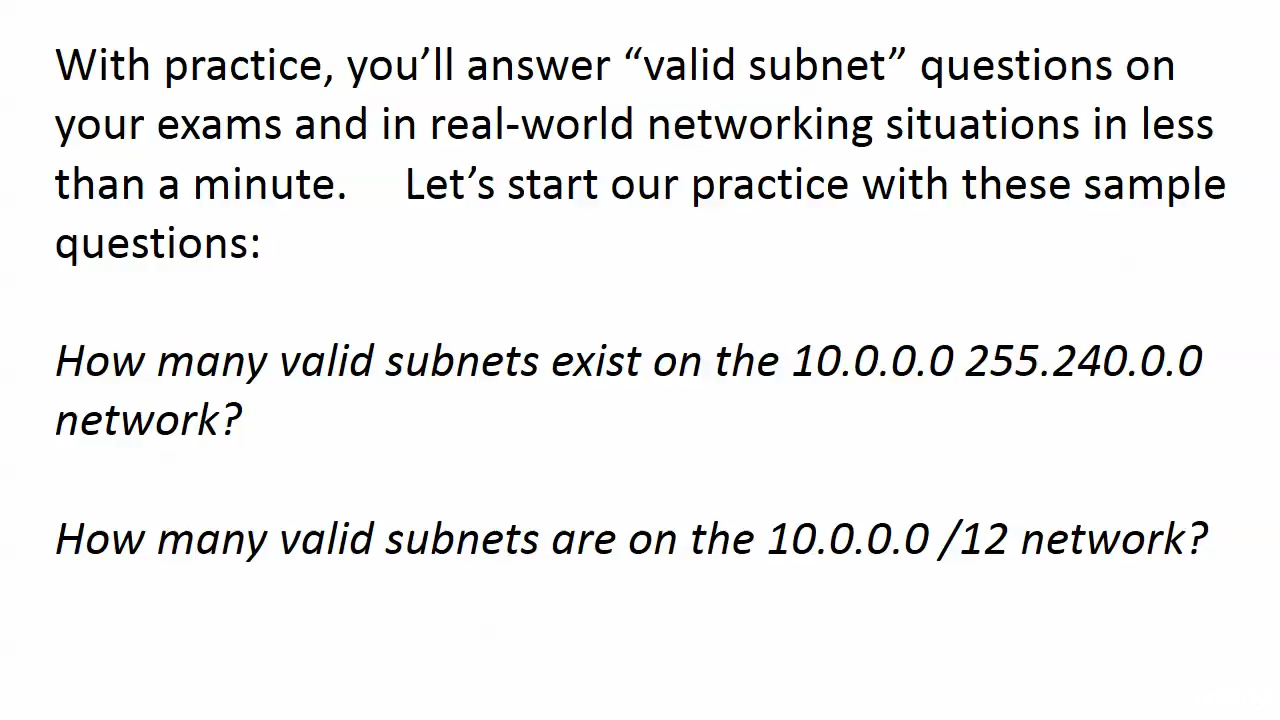 With practice, you’ll answer “valid subnet” questions on
your exams and in real-world networking situations in less
than a minute. Let’s start our practice with these sample
questions:
How many valid subnets exist on the 10.0.0.0 255.240.0.0
network?
How many valid subnets are on the 10.0.0.0 /12 network?